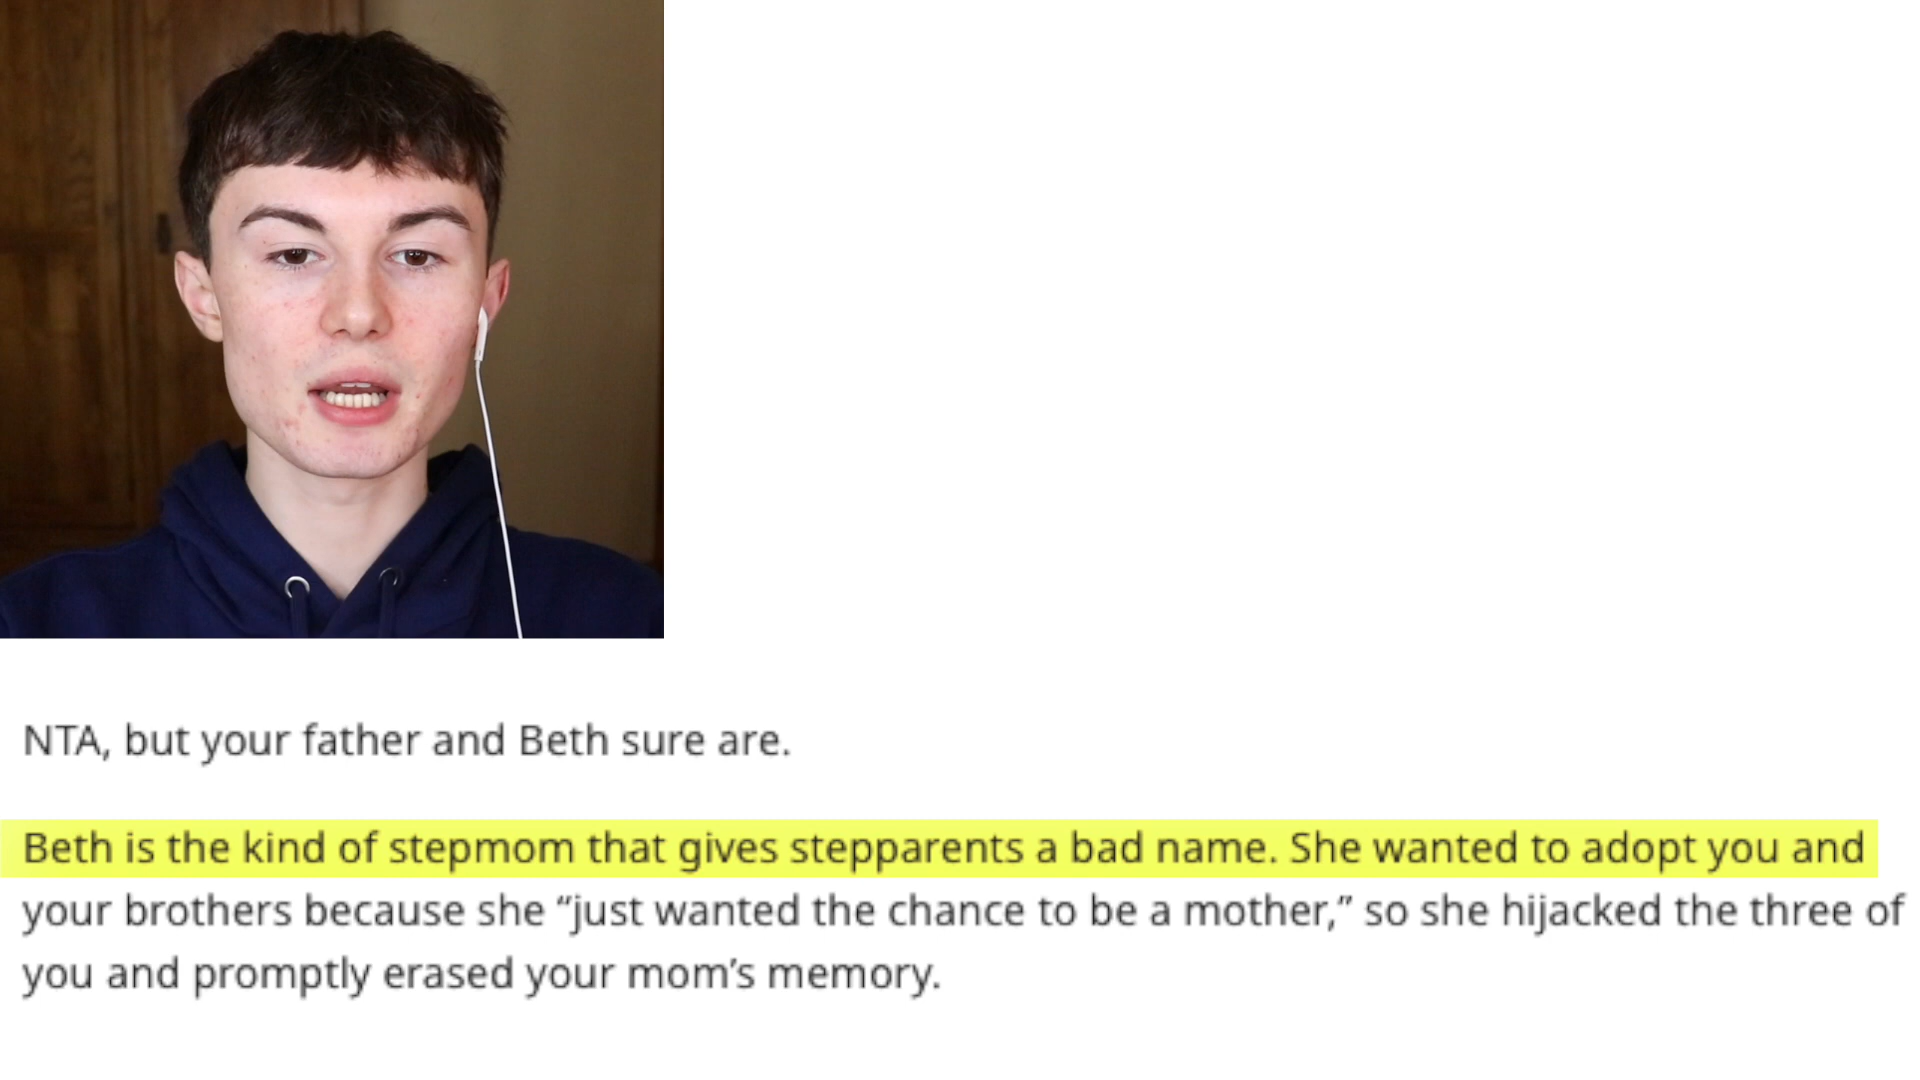 NTA, but your father and Beth sure are.
Beth is the kind of stepmom that gives stepparents a bad name. She wanted to adopt you and
your brothers because she “just wanted the chance to be a mother,” so she hijacked the three of
you and promptly erased your mom’s memory.